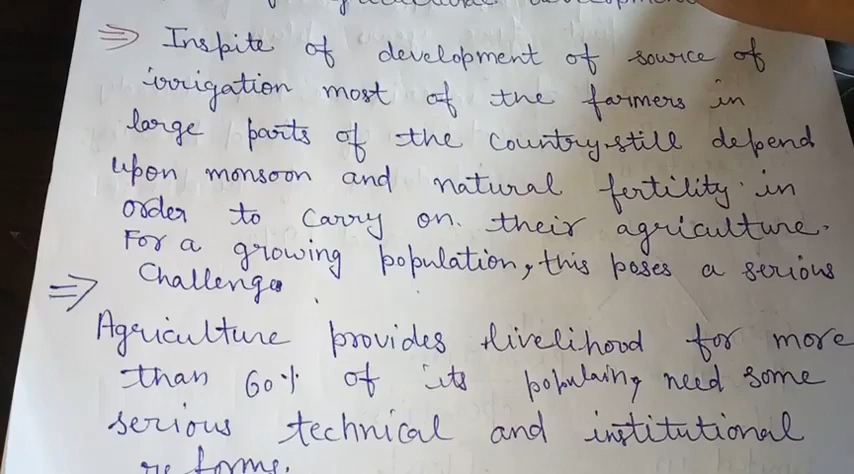 ⇒ Inspite of development of source of
irrigation most of the farmers in
large parts of the country still depend
upon monsoon and natural fertility in
order to carry on their agriculture.
For a growing population, this poses a serious
Challenge
⇒
Agriculture provides livelihood for more
than 60% of its populain, need some
serious technical and institutional
reforms.